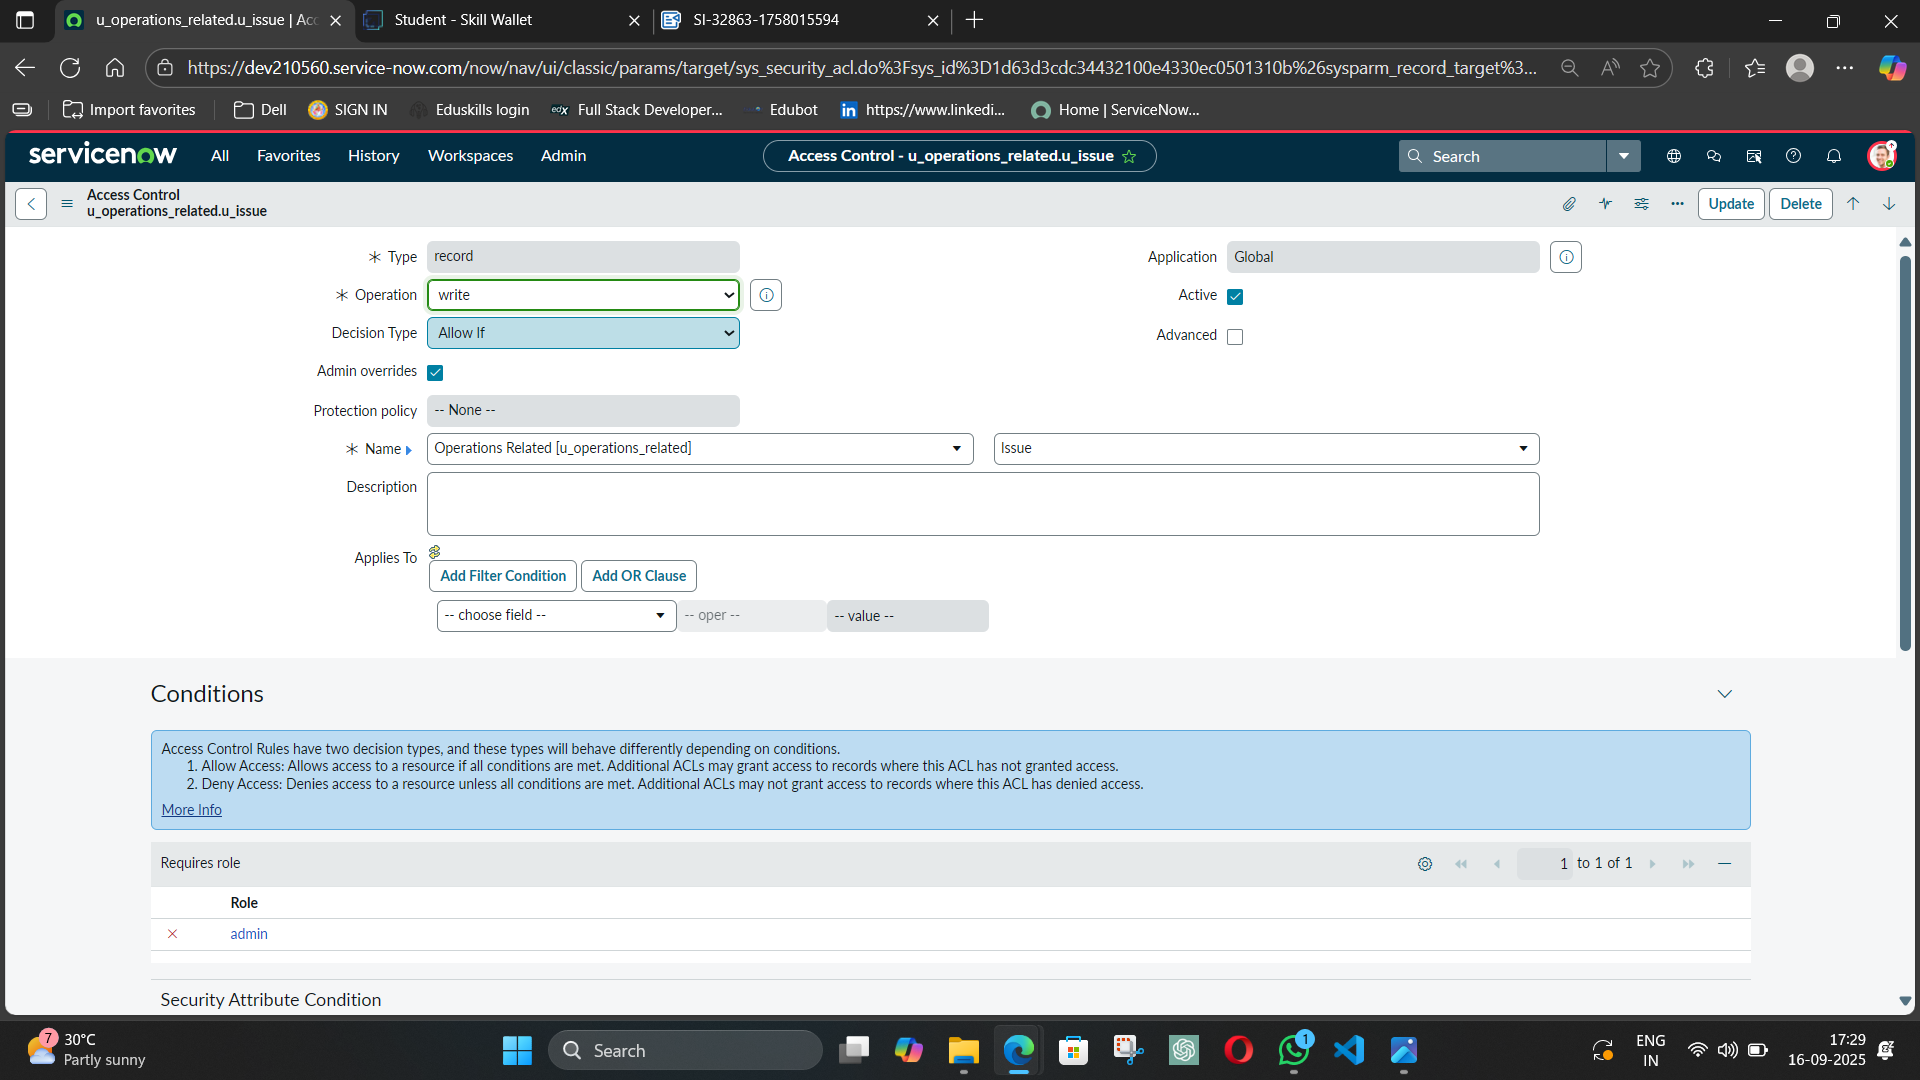 u_operations_related.u_issue | Acc
Student - Skill Wallet
SI-32863-1758015594
https://dev210560.service-now.com/now/nav/ui/classic/params/target/sys_security_acl.do%3Fsys_id%3D1d63d3cdc34432100e4330ec0501310b%26sysparm_record_target%3...
Import favorites
Dell
SIGN IN
Eduskills login
edX
Full Stack Developer...
Edubot
in
https://www.linkedi...
Home | ServiceNow...
servicenow
All
Favorites
History
Workspaces
Admin
Access Control - u_operations_related.u_issue
Search
Access Control
u_operations_related.u_issue
Update
Delete
Type
record
Application
Global
Operation
write
Active
Decision Type
Allow If
Advanced
Admin overrides
Protection policy
-- None --
Name
Operations Related [u_operations_related]
Issue
Description
Applies To
Add Filter Condition
Add OR Clause
-- choose field --
-- oper --
-- value --
Conditions
Access Control Rules have two decision types, and these types will behave differently depending on conditions.
1. Allow Access: Allows access to a resource if all conditions are met. Additional ACLs may grant access to records where this ACL has not granted access.
2. Deny Access: Denies access to a resource unless all conditions are met. Additional ACLs may not grant access to records where this ACL has denied access.
More Info
Requires role
1 to 1 of 1
Role
admin
Security Attribute Condition
7
30°C
Partly sunny
Search
1
ENG
IN
17:29
16-09-2025